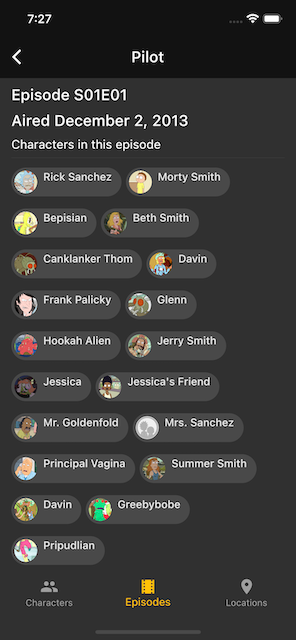 7:27
Pilot
Episode S01E01
Aired December 2, 2013
Characters in this episode
Rick Sanchez Morty Smith
Bepisian Beth Smith
Canklanker Thom Davin
Frank Palicky Glenn
Hookah Alien Jerry Smith
Jessica Jessica's Friend
Mr. Goldenfold Mrs. Sanchez
Principal Vagina Summer Smith
Davin Greebybobe
Pripudlian
Characters Episodes Locations